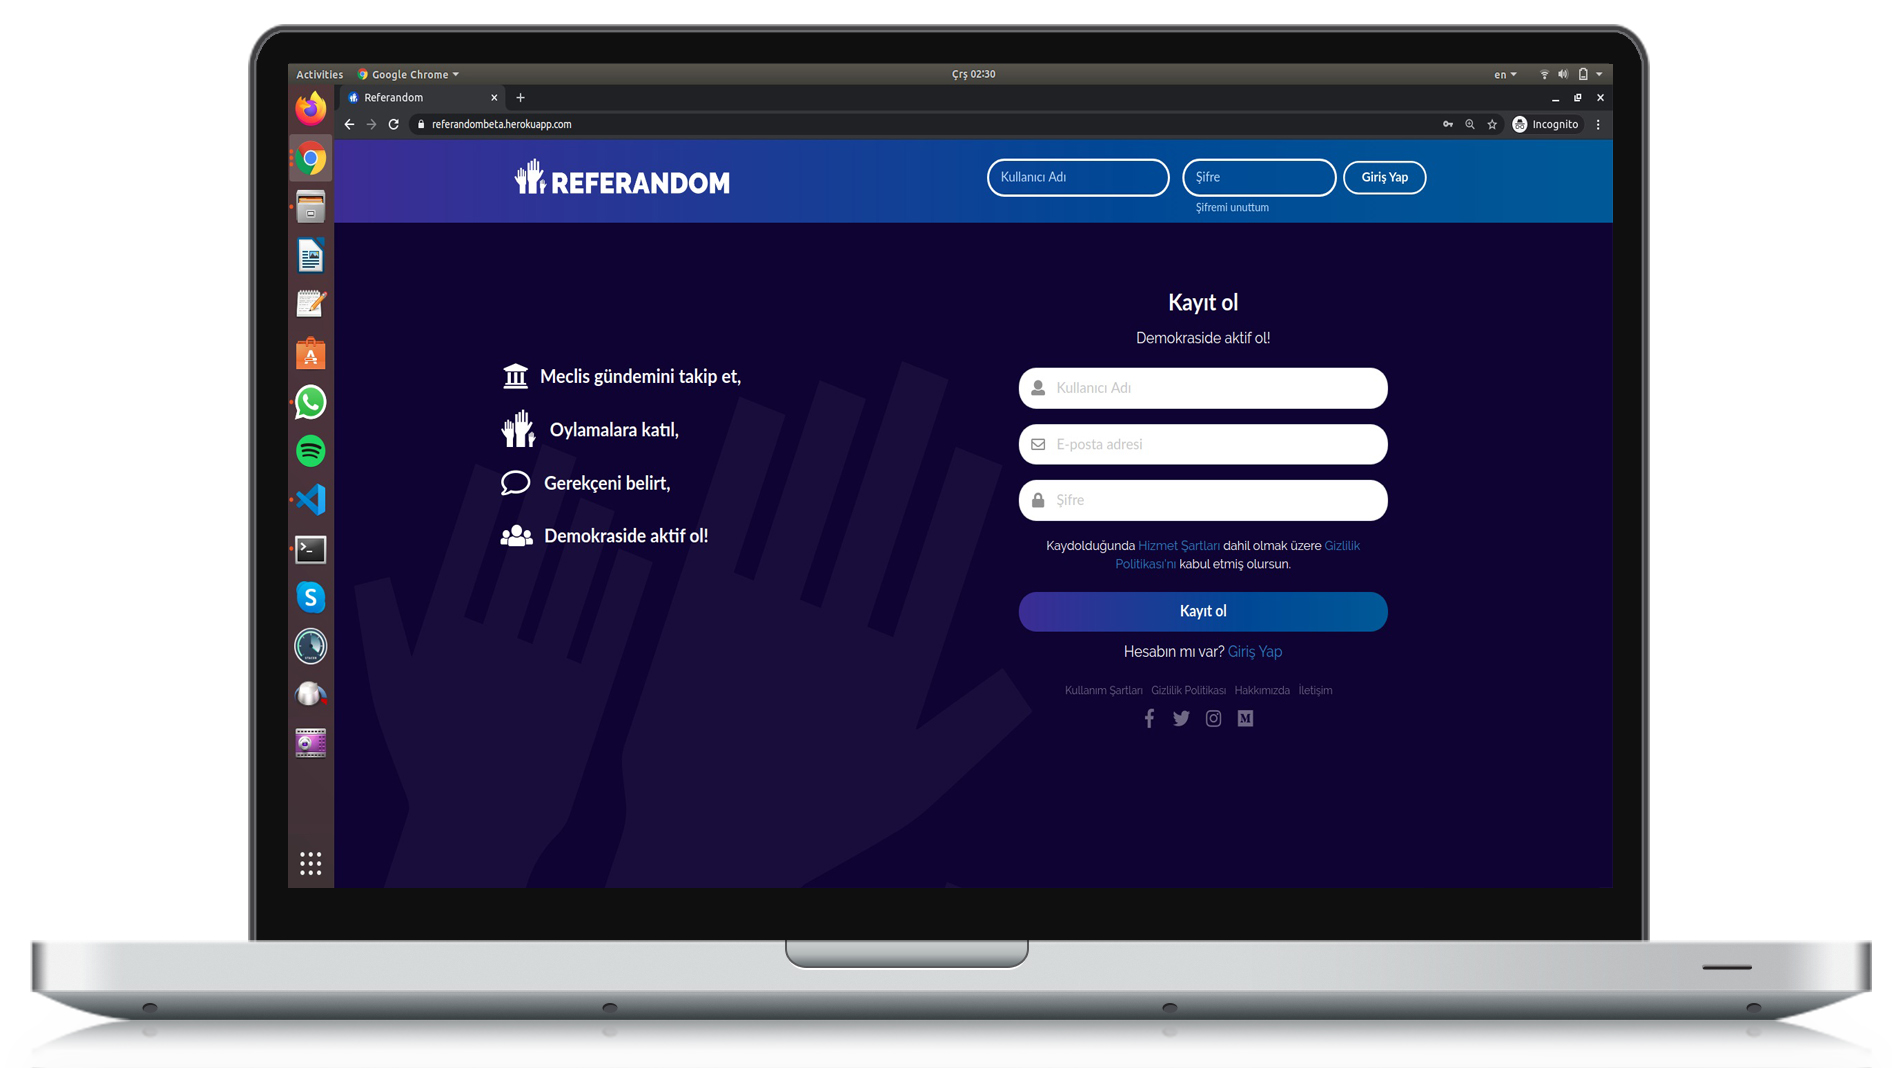 Activities Google Chrome Çrş 02:30 en
Referandom
referandombeta.herokuapp.com Incognito
REFERANDOM Kullanıcı Adı Şifre Giriş Yap
Şifremi unuttum
Meclis gündemini takip et,
Oylamalara katıl,
Gerekçeni belirt,
Demokraside aktif ol!
Kayıt ol
Demokraside aktif ol!
Kullanıcı Adı
E-posta adresi
Şifre
Kaydolduğunda Hizmet Şartları dahil olmak üzere Gizlilik
Politikası'nı kabul etmiş olursun.
Kayıt ol
Hesabın mı var? Giriş Yap
Kullanım Şartları Gizlilik Politikası Hakkımızda İletişim